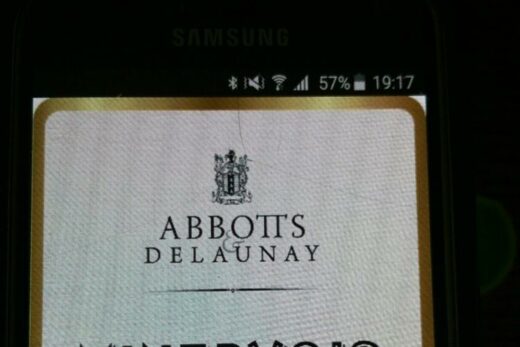 SAMSUNG
57% 19:17
ABBOTTS
&
DELAUNAY